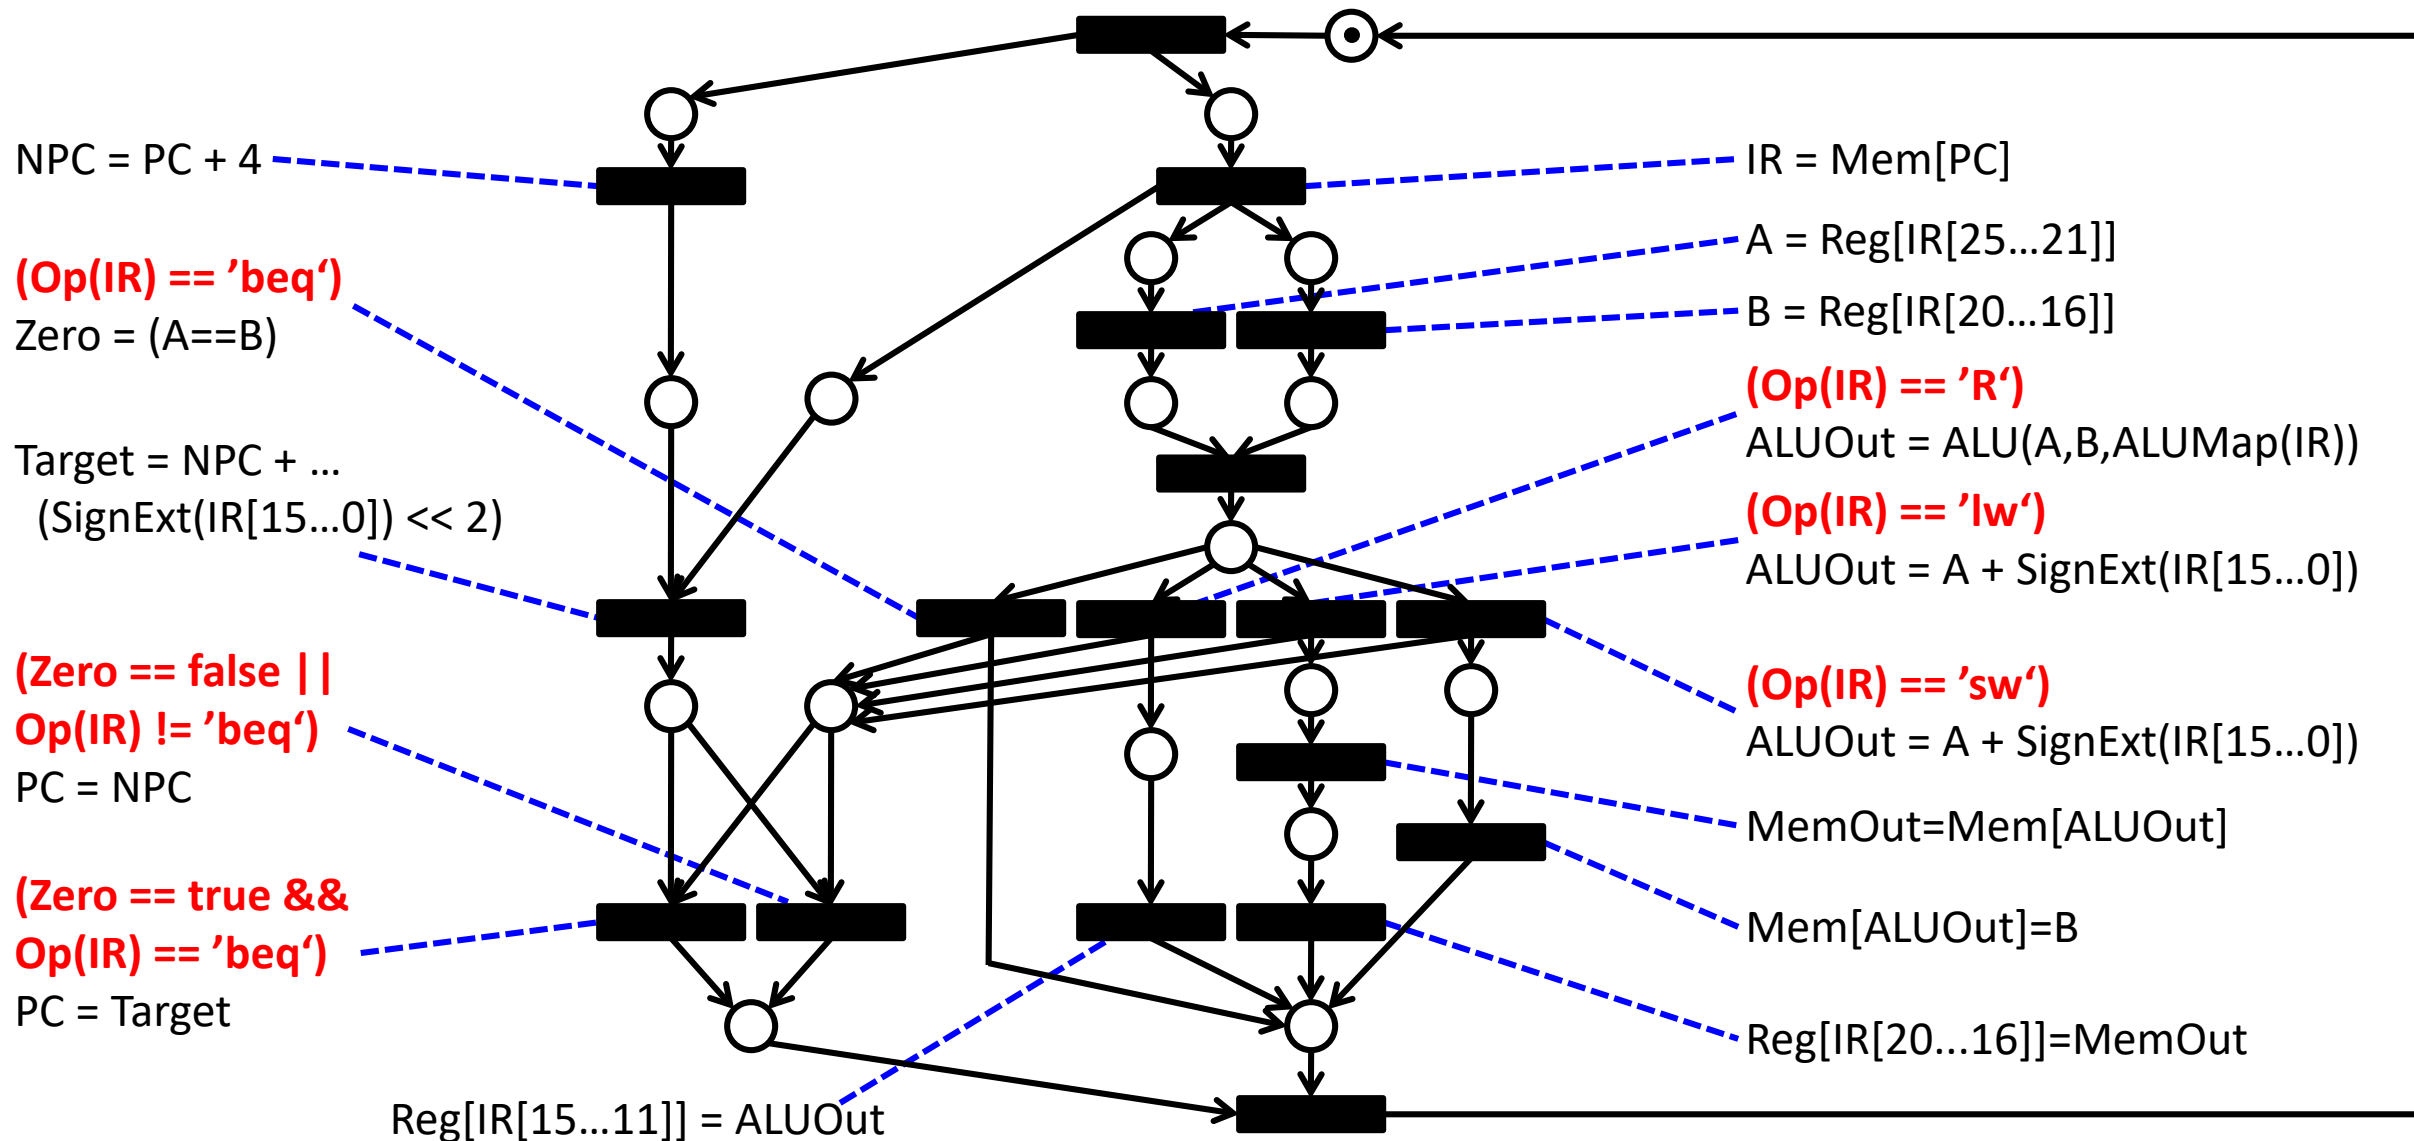 NPC = PC + 4
(Op(IR) == ’beq‘)
Zero = (A==B)
Target = NPC + …
(SignExt(IR[15…0]) << 2)
(Zero == false ||
Op(IR) != ’beq‘)
PC = NPC
(Zero == true &&
Op(IR) == ’beq‘)
PC = Target
Reg[IR[15…11]] = ALUOut
IR = Mem[PC]
A = Reg[IR[25…21]]
B = Reg[IR[20…16]]
(Op(IR) == ’R‘)
ALUOut = ALU(A,B,ALUMap(IR))
(Op(IR) == ’lw‘)
ALUOut = A + SignExt(IR[15…0])
(Op(IR) == ’sw‘)
ALUOut = A + SignExt(IR[15…0])
MemOut=Mem[ALUOut]
Mem[ALUOut]=B
Reg[IR[20...16]]=MemOut